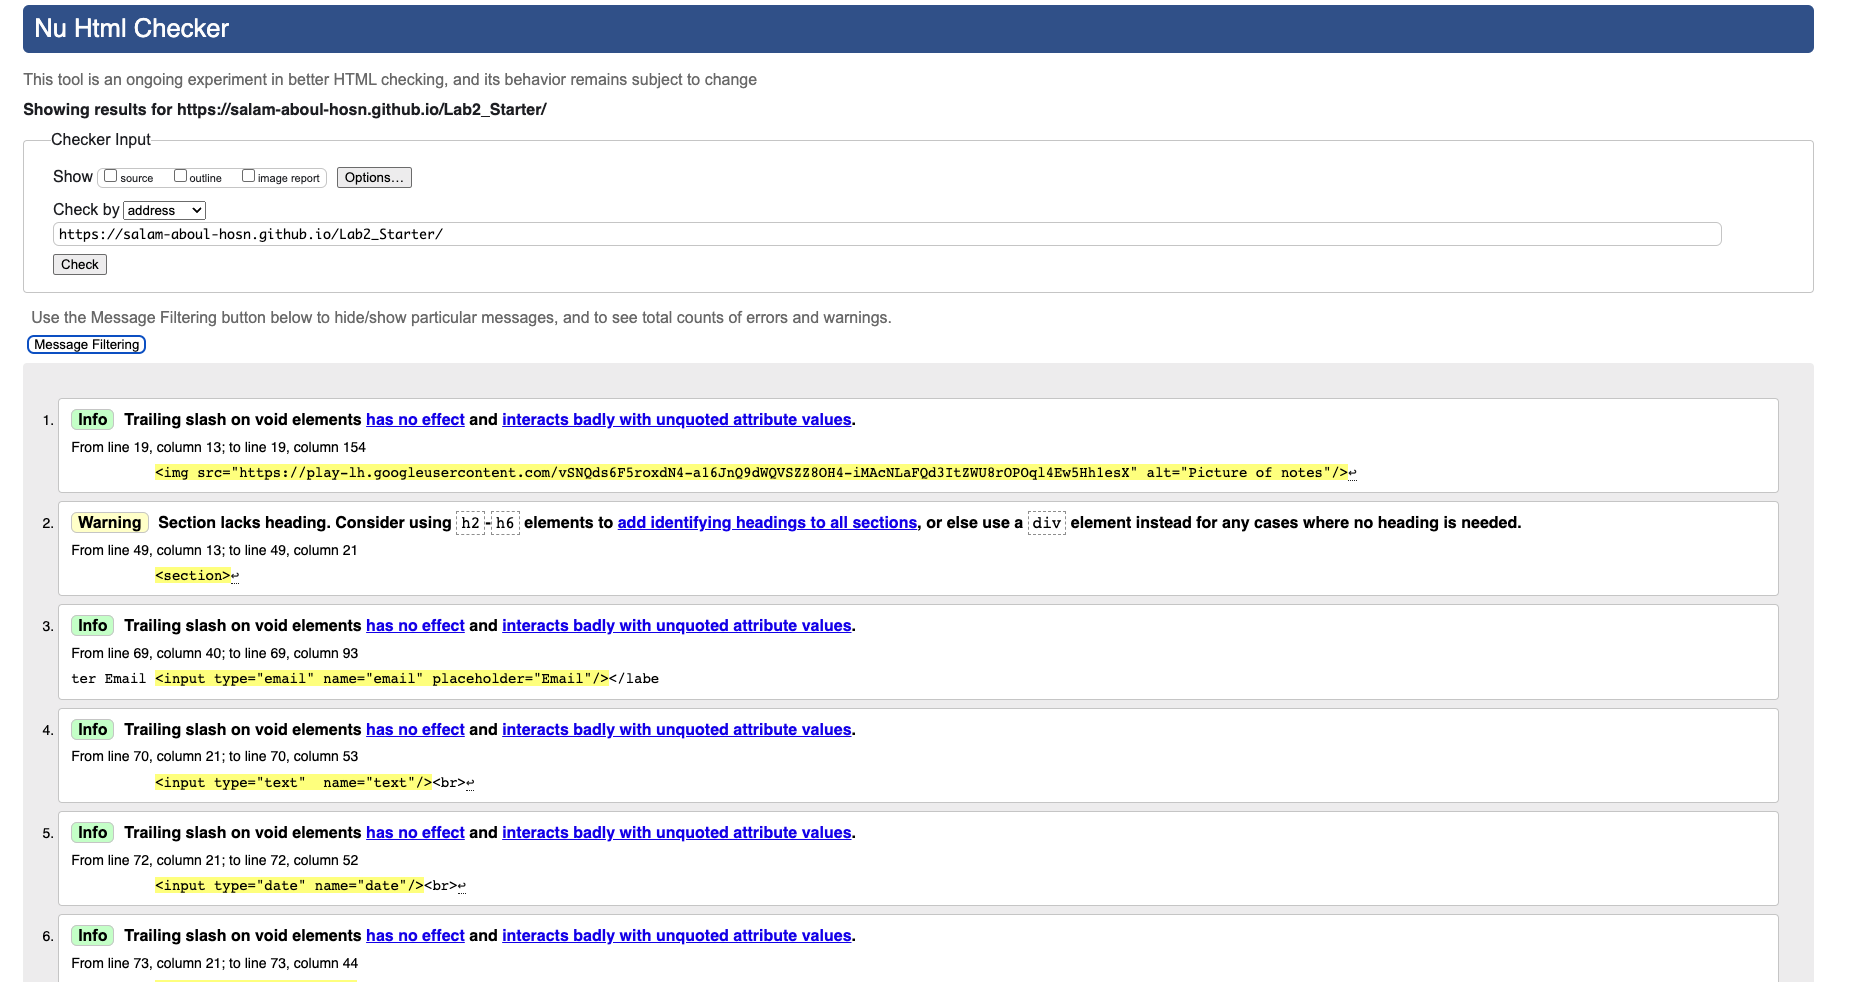 Nu Html Checker
This tool is an ongoing experiment in better HTML checking, and its behavior remains subject to change
Showing results for https://salam-aboul-hosn.github.io/Lab2_Starter/
Checker Input
Show source outline image report Options...
Check by address
https://salam-aboul-hosn.github.io/Lab2_Starter/
Check
Use the Message Filtering button below to hide/show particular messages, and to see total counts of errors and warnings.
Message Filtering
1. Info Trailing slash on void elements has no effect and interacts badly with unquoted attribute values.
From line 19, column 13; to line 19, column 154
<img src="https://play-lh.googleusercontent.com/vSNQds6F5roxdN4-a16JnQ9dWQVSZZ8OH4-iMAcNLaFQd3ItZWU8rOPOql4Ew5Hh1esX" alt="Picture of notes"/>↩
2. Warning Section lacks heading. Consider using h2-h6 elements to add identifying headings to all sections, or else use a div element instead for any cases where no heading is needed.
From line 49, column 13; to line 49, column 21
<section>↩
3. Info Trailing slash on void elements has no effect and interacts badly with unquoted attribute values.
From line 69, column 40; to line 69, column 93
ter Email <input type="email" name="email" placeholder="Email"/></labe
4. Info Trailing slash on void elements has no effect and interacts badly with unquoted attribute values.
From line 70, column 21; to line 70, column 53
<input type="text"  name="text"/><br>↩
5. Info Trailing slash on void elements has no effect and interacts badly with unquoted attribute values.
From line 72, column 21; to line 72, column 52
<input type="date" name="date"/><br>↩
6. Info Trailing slash on void elements has no effect and interacts badly with unquoted attribute values.
From line 73, column 21; to line 73, column 44